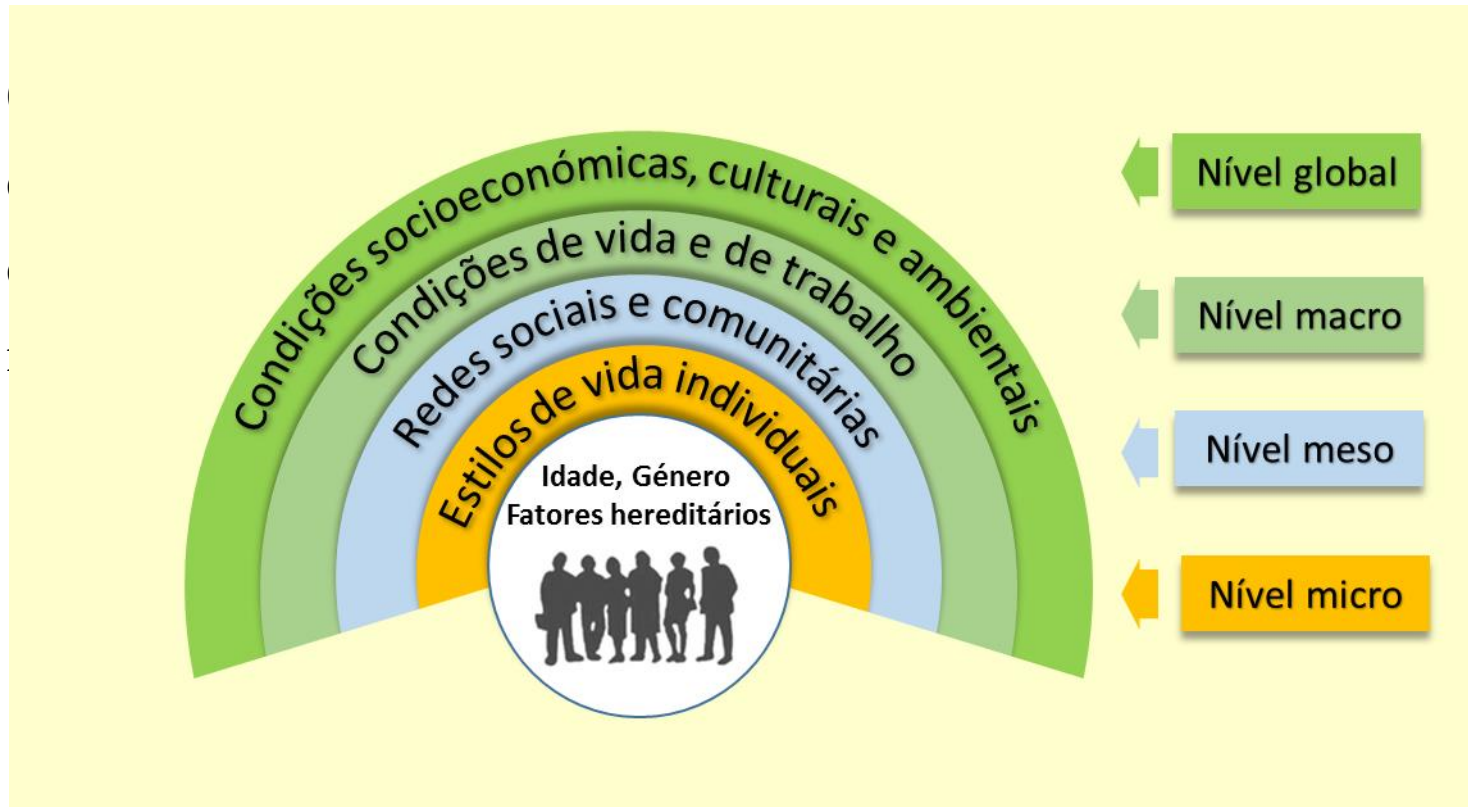 Condições socioeconómicas, culturais e ambientais
Condições de vida e de trabalho
Redes sociais e comunitárias
Estilos de vida individuais
Idade, Género
Fatores hereditários
Nível global
Nível macro
Nível meso
Nível micro